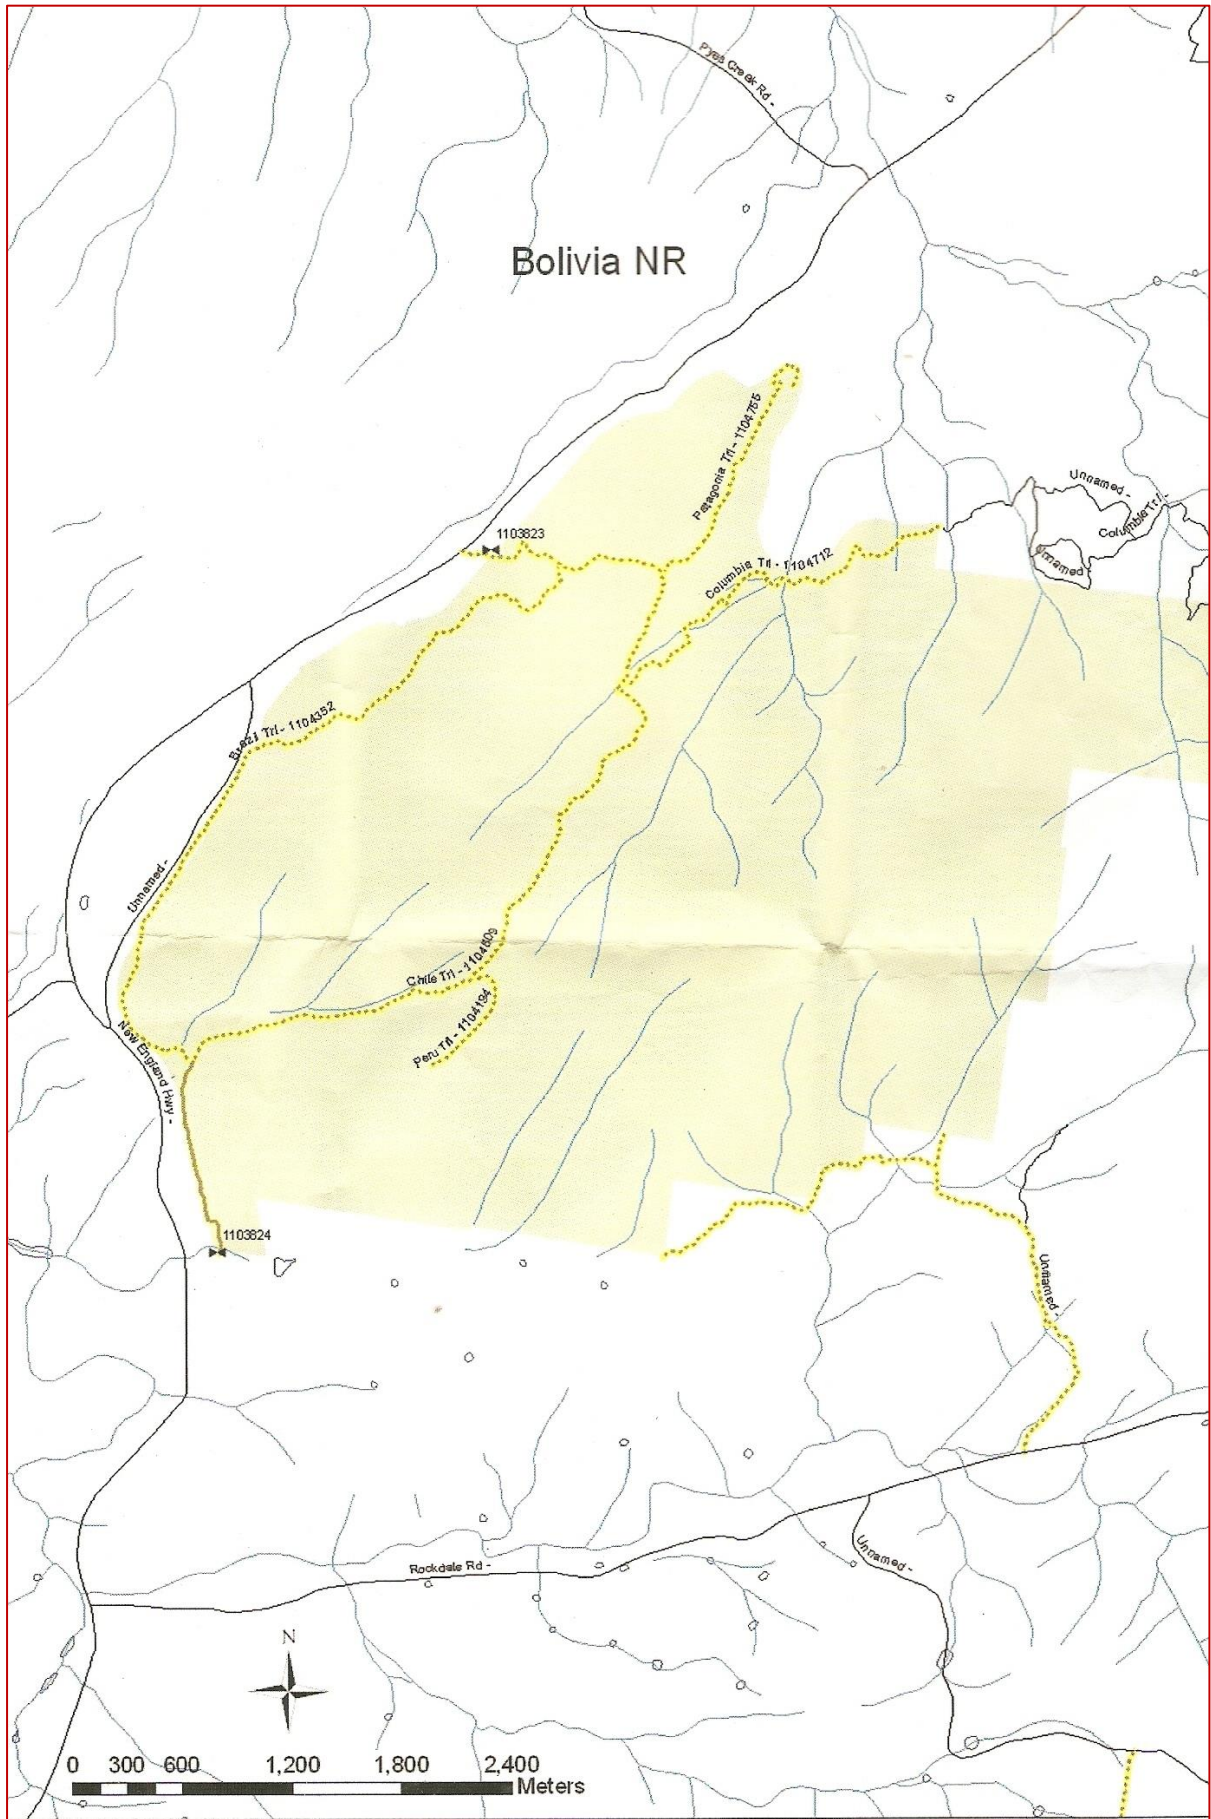 Pyes Creek Rd -
Bolivia NR
Patagonia Trl - 1104755
Unnamed -
Columbia Trl -
1103823
Unnamed -
Columbia Trl - 1104712
Brazil Trl - 1104352
Unnamed -
Chile Trl - 1104609
Peru Trl - 1104194
New England Hwy -
1103824
Unnamed -
Rockdale Rd -
Unnamed -
N
0 300 600 1,200 1,800 2,400
Meters